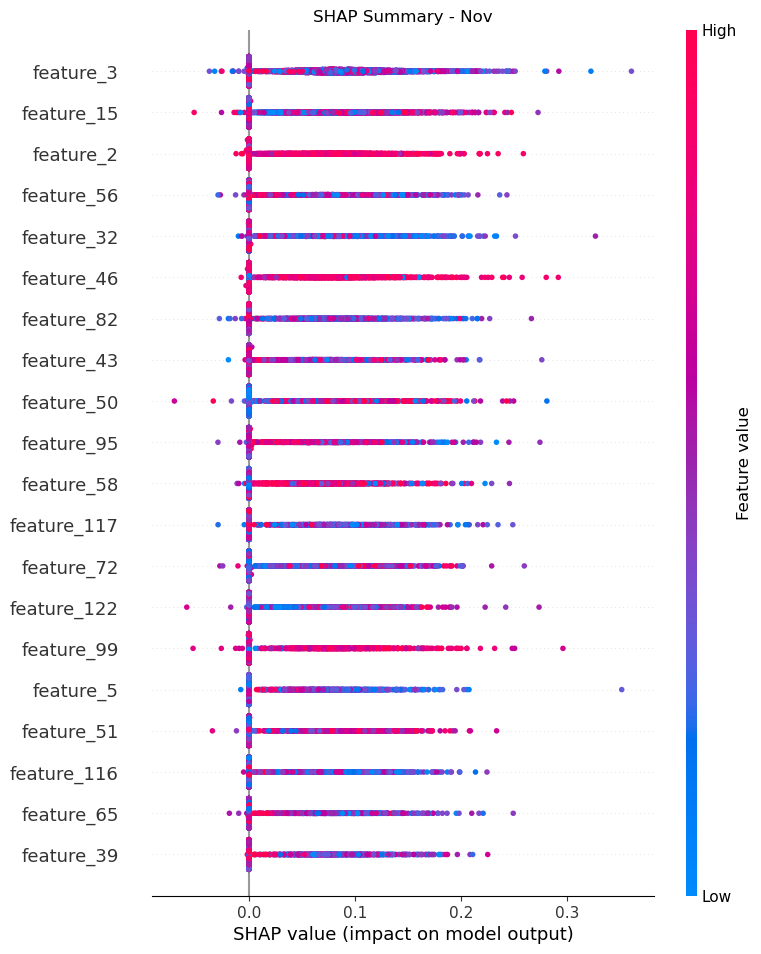 SHAP Summary - Nov
High
feature_3
feature_15
feature_2
feature_56
feature_32
feature_46
feature_82
feature_43
feature_50
feature_95
feature_58
feature_117
feature_72
feature_122
feature_99
feature_5
feature_51
feature_116
feature_65
feature_39
Feature value
Low
0.0 0.1 0.2 0.3
SHAP value (impact on model output)